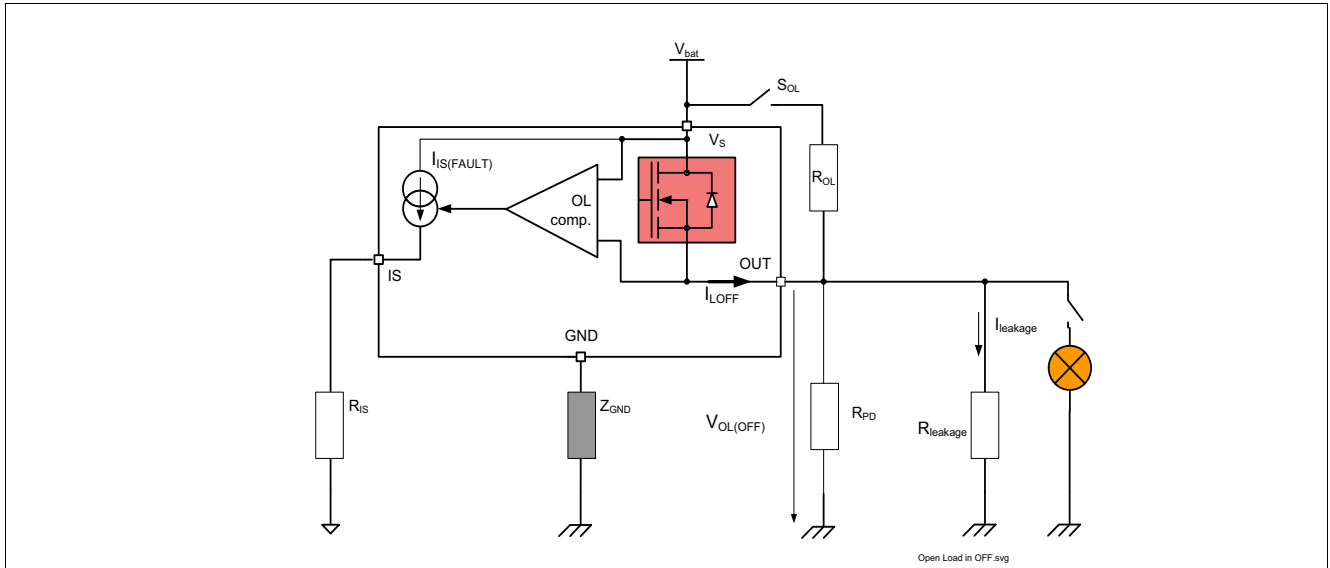 Vbat
SOL
VS
IIS(FAULT)
ROL
OL
comp.
OUT
IS
ILOFF
GND
Ileakage
RIS
ZGND
VOL(OFF)
RPD
Rleakage
Open Load in OFF.svg